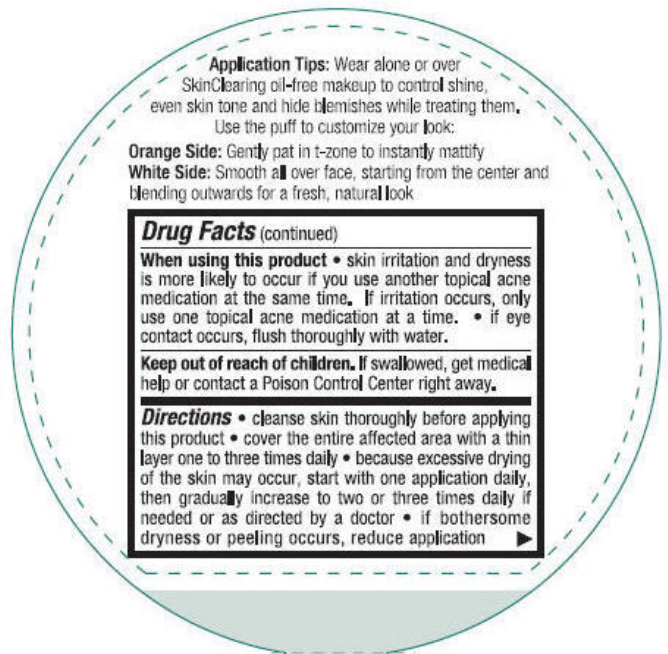 Application Tips: Wear alone or over
SkinClearing oil-free makeup to control shine,
even skin tone and hide blemishes while treating them.
Use the puff to customize your look:
Orange Side: Gently pat in t-zone to instantly mattify
White Side: Smooth all over face, starting from the center and
blending outwards for a fresh, natural look
Drug Facts (continued)
When using this product • skin irritation and dryness
is more likely to occur if you use another topical acne
medication at the same time. If irritation occurs, only
use one topical acne medication at a time. • if eye
contact occurs, flush thoroughly with water.
Keep out of reach of children. If swallowed, get medical
help or contact a Poison Control Center right away.
Directions • cleanse skin thoroughly before applying
this product • cover the entire affected area with a thin
layer one to three times daily • because excessive drying
of the skin may occur, start with one application daily,
then gradually increase to two or three times daily if
needed or as directed by a doctor • if bothersome
dryness or peeling occurs, reduce application